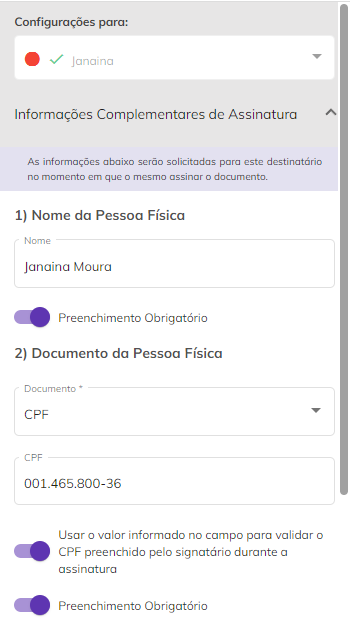 Configurações para:
Janaina
Informações Complementares de Assinatura
As informações abaixo serão solicitadas para este destinatário
no momento em que o mesmo assinar o documento.
1) Nome da Pessoa Física
Nome
Janaina Moura
Preenchimento Obrigatório
2) Documento da Pessoa Física
Documento *
CPF
CPF
001.465.800-36
Usar o valor informado no campo para validar o
CPF preenchido pelo signatário durante a
assinatura
Preenchimento Obrigatório